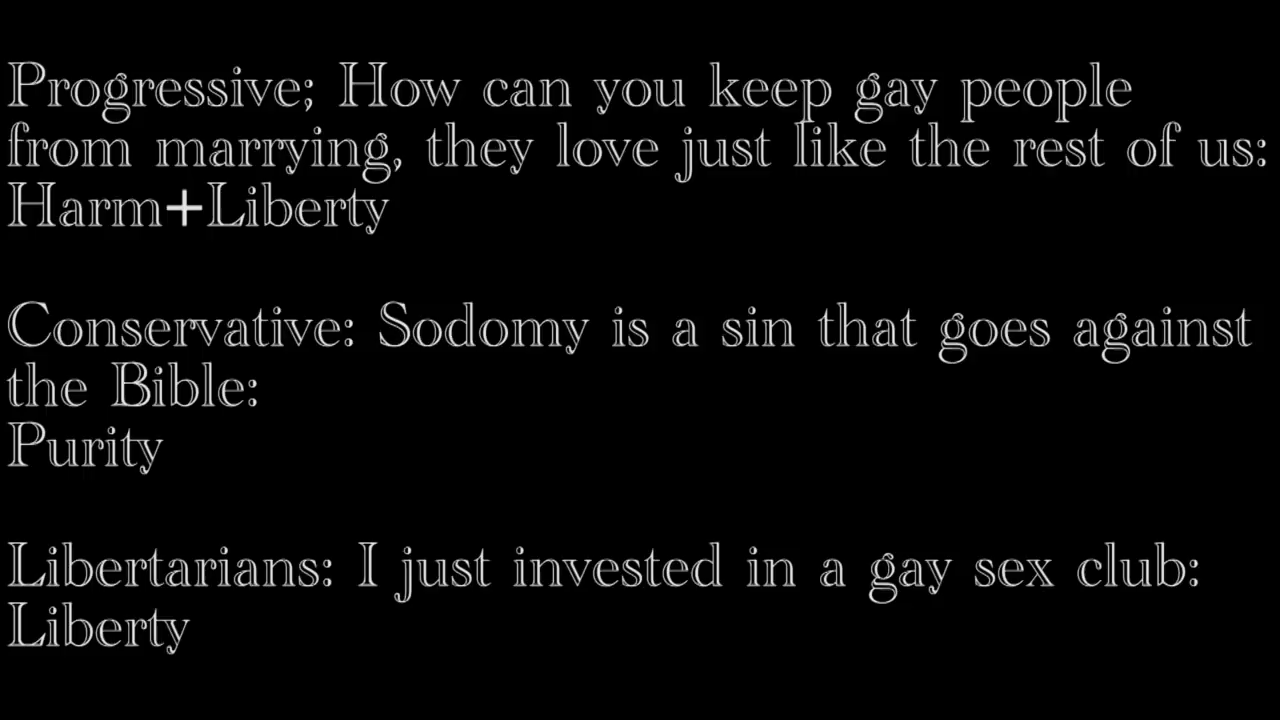 Progressive; How can you keep gay people
from marrying, they love just like the rest of us:
Harm+Liberty
Conservative: Sodomy is a sin that goes against
the Bible:
Purity
Libertarians: I just invested in a gay sex club:
Liberty